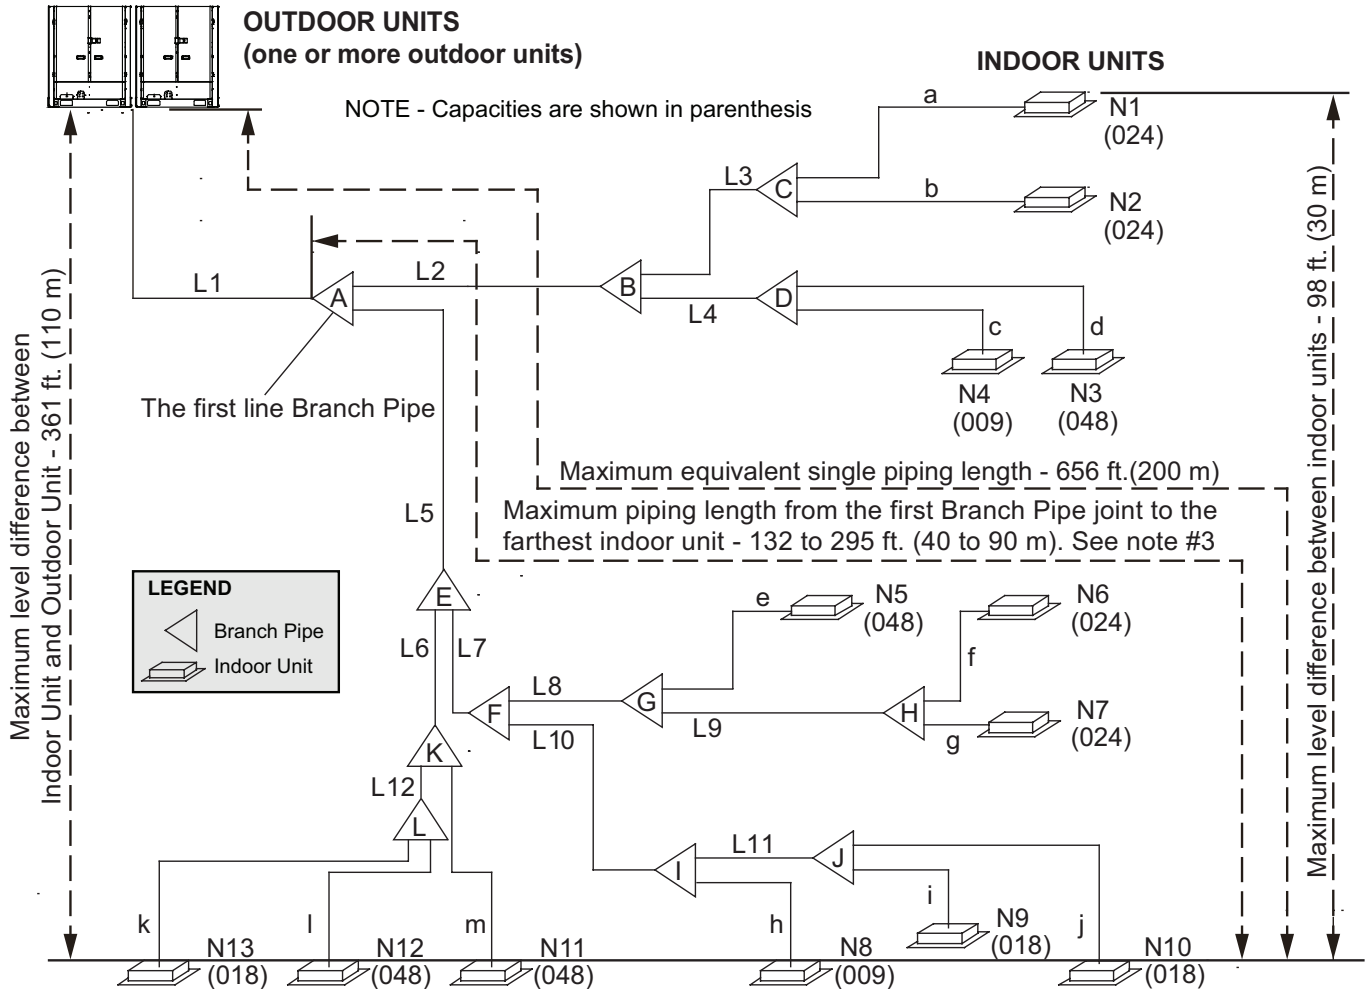 OUTDOOR UNITS
(one or more outdoor units)
INDOOR UNITS
NOTE - Capacities are shown in parenthesis
a
N1
(024)
L3
C
b
N2
(024)
L1
A
L2
B
L4
D
c
d
N4
(009)
N3
(048)
The first line Branch Pipe
Maximum level difference between
Indoor Unit and Outdoor Unit - 361 ft. (110 m)
Maximum level difference between indoor units - 98 ft. (30 m)
Maximum equivalent single piping length - 656 ft.(200 m)
Maximum piping length from the first Branch Pipe joint to the
farthest indoor unit - 132 to 295 ft. (40 to 90 m). See note #3
L5
LEGEND
Branch Pipe
Indoor Unit
E
L6
L7
e
N5
(048)
N6
(024)
f
F
L8
G
L9
H
g
N7
(024)
L10
K
L12
L
I
L11
J
k
l
m
h
i
j
N13
(018)
N12
(048)
N11
(048)
N8
(009)
N9
(018)
N10
(018)